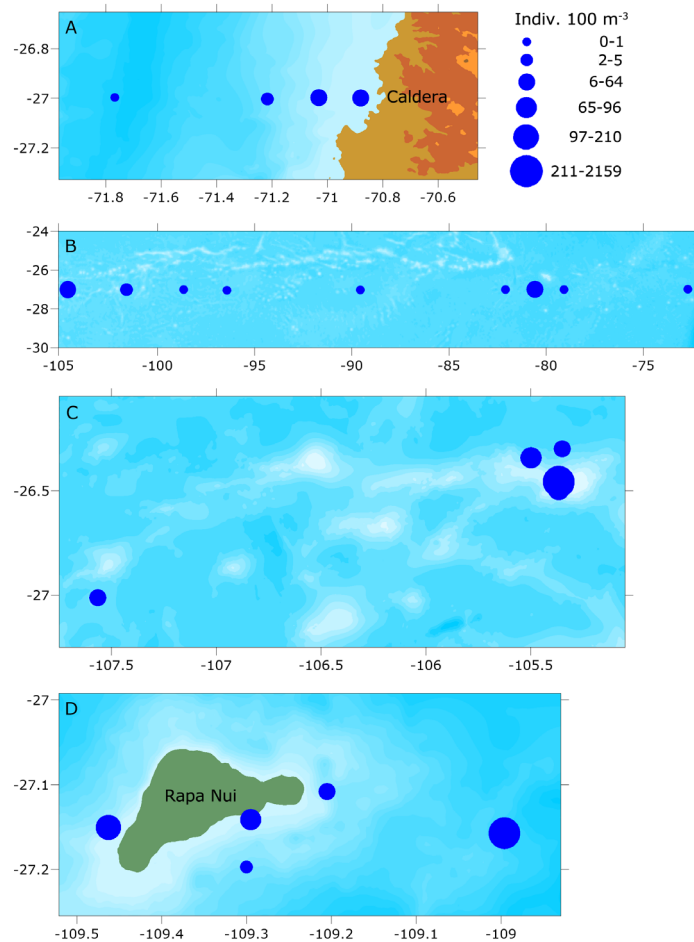 A
-26.8
-27
-27.2
Caldera
-71.8 -71.6 -71.4 -71.2 -71 -70.8 -70.6
Indiv. 100 m⁻³
0-1
2-5
6-64
65-96
97-210
211-2159
B
-24
-26
-28
-30
-105 -100 -95 -90 -85 -80 -75
C
-26.5
-27
-107.5 -107 -106.5 -106 -105.5
D
-27
-27.1
-27.2
Rapa Nui
-109.5 -109.4 -109.3 -109.2 -109.1 -109